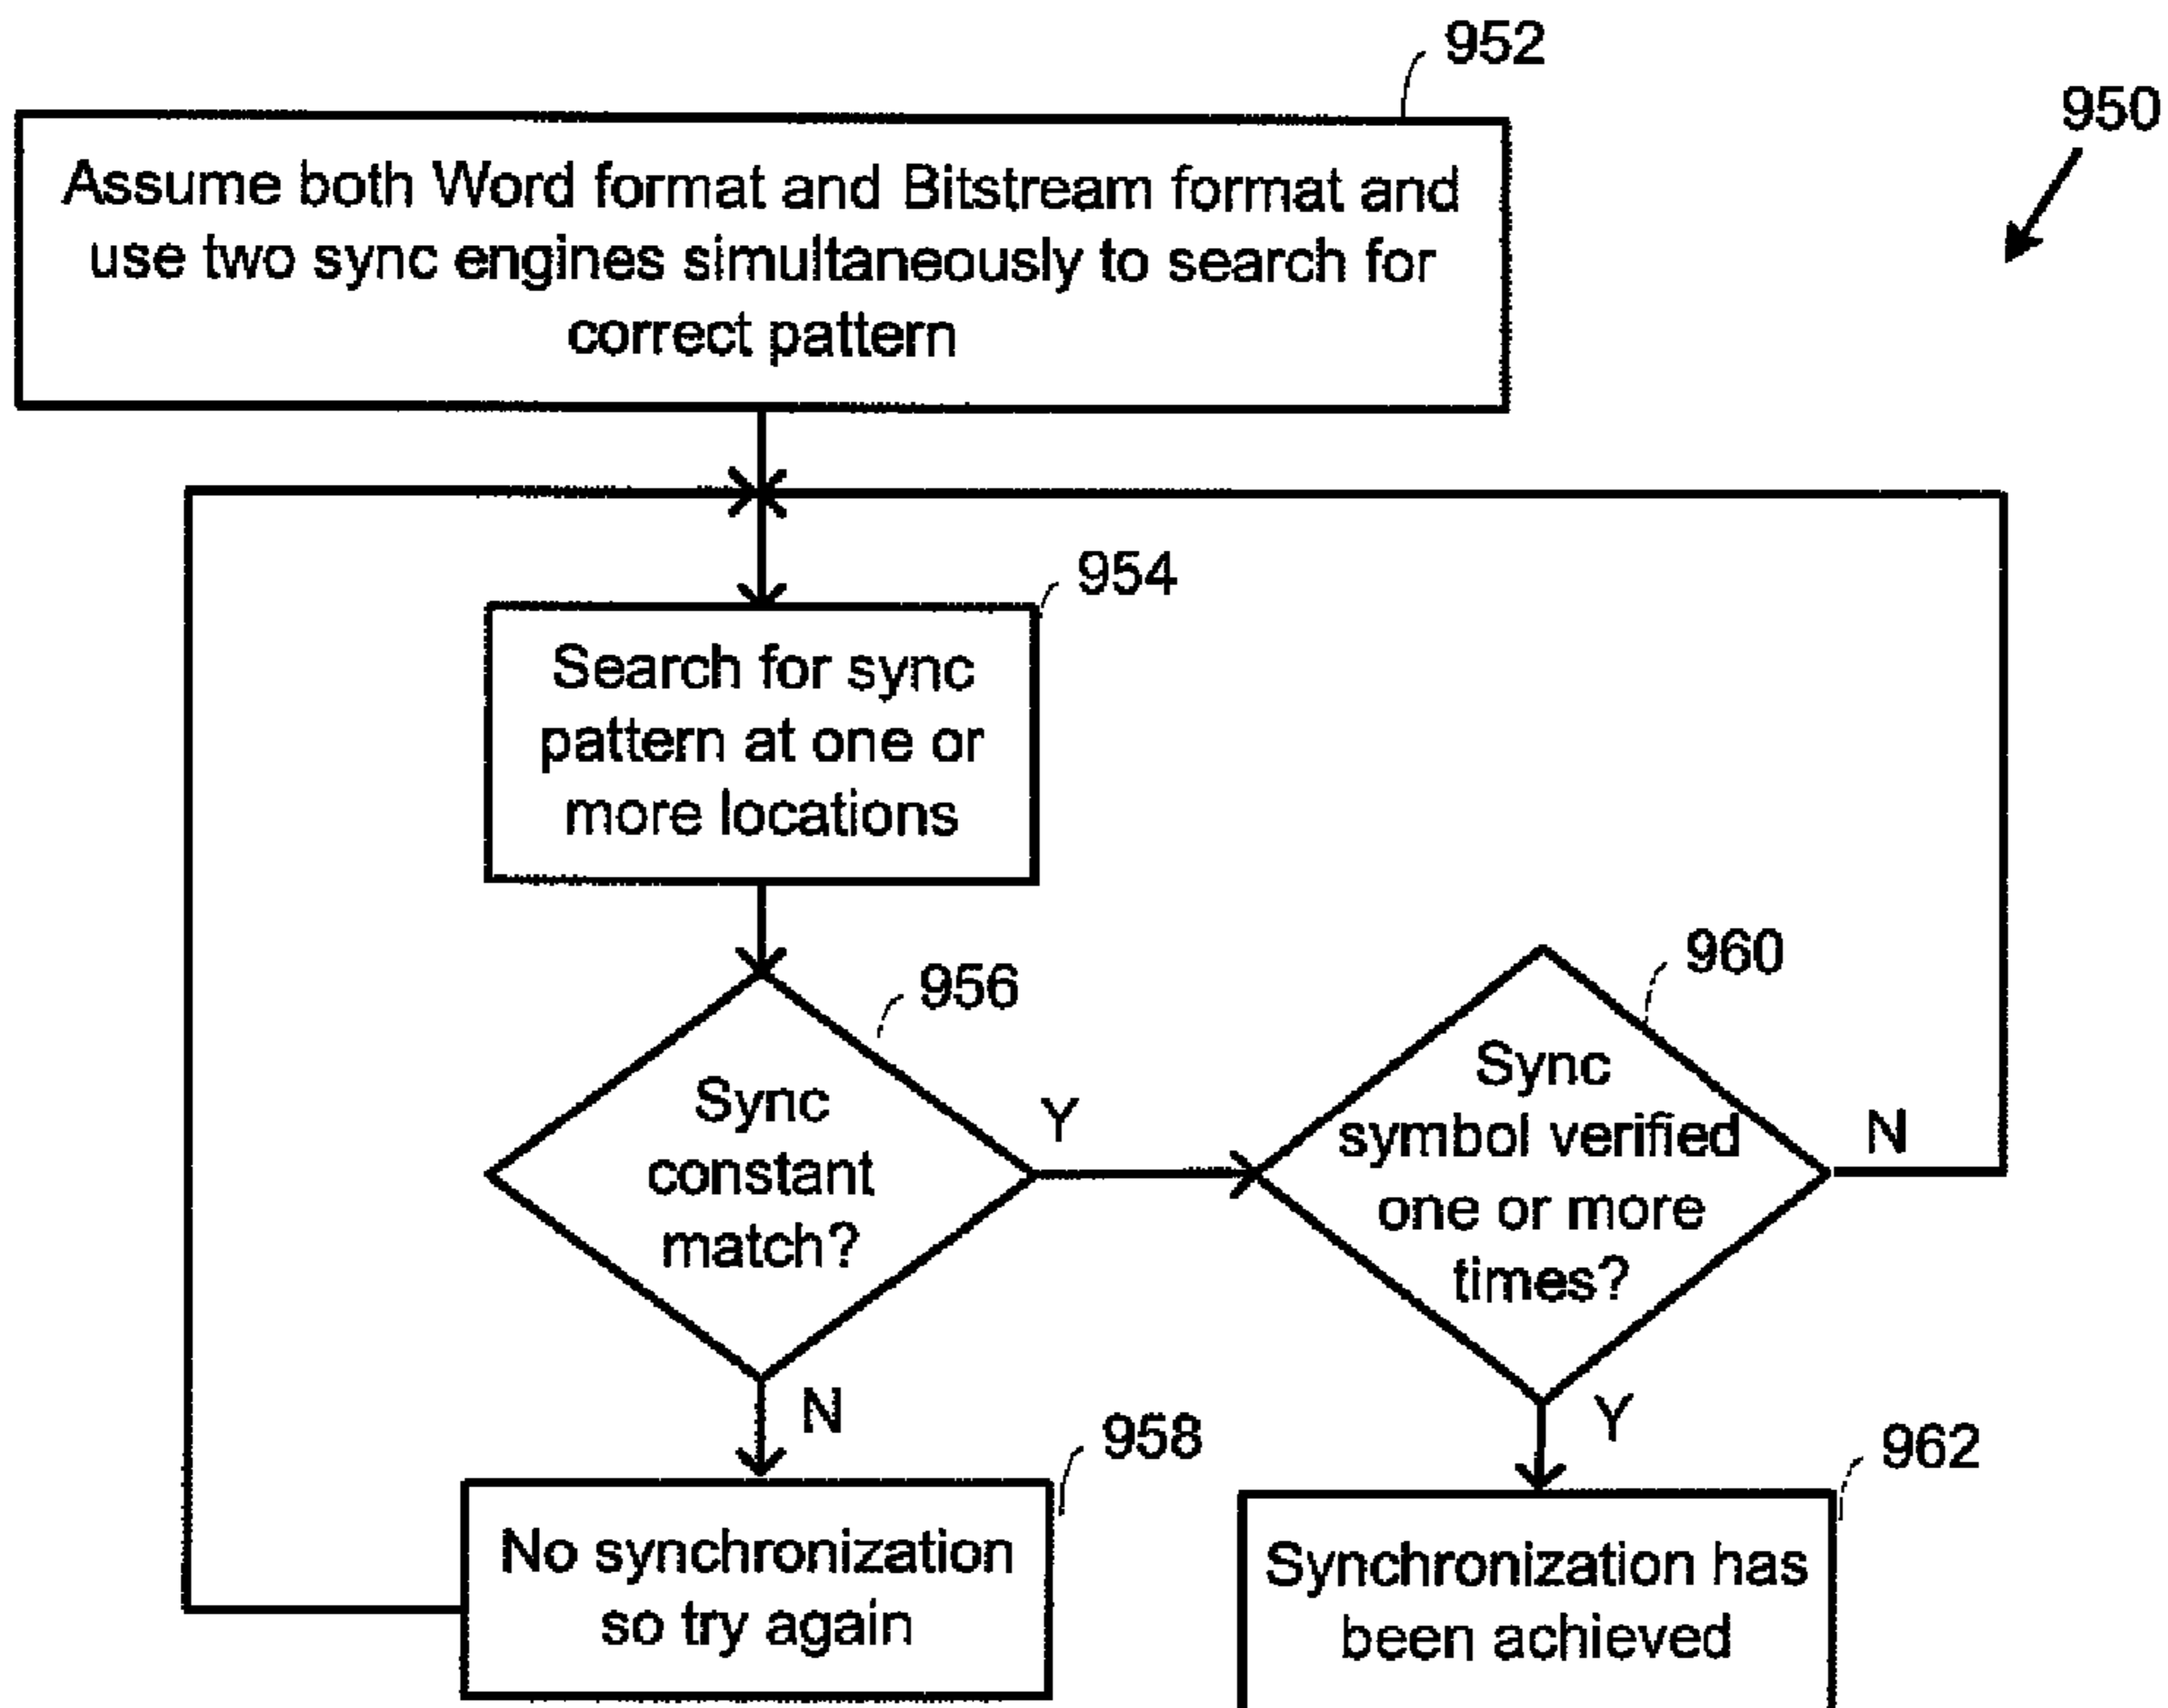 952
950
Assume both Word format and Bitstream format and
use two sync engines simultaneously to search for
correct pattern
954
Search for sync
pattern at one or
more locations
956
Sync
constant
match?
Y
N
960
Sync
symbol verified
one or more
times?
N
Y
958
No synchronization
so try again
962
Synchronization has
been achieved